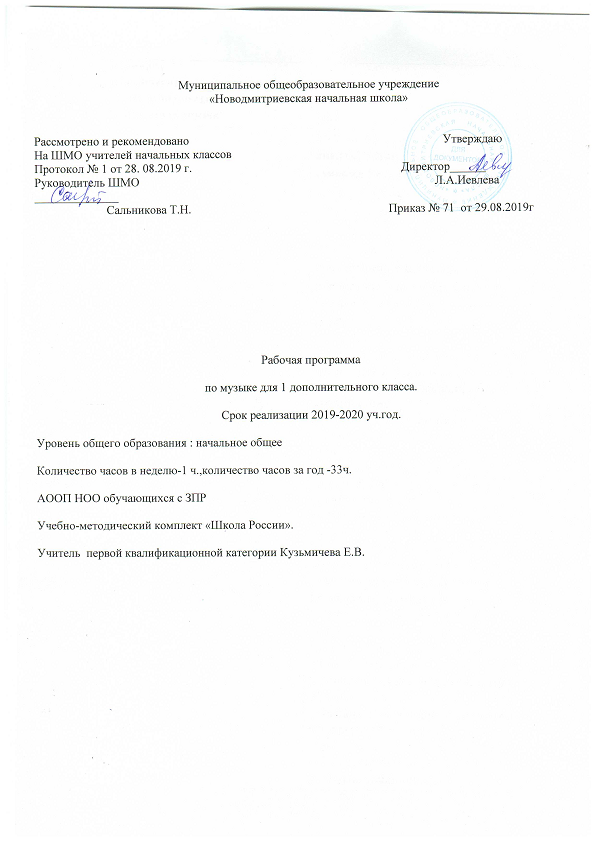 Муниципальное общеобразовательное учреждение
«Новодмитриевская начальная школа»
Рассмотрено и рекомендовано
На ШМО учителей начальных классов
Протокол № 1 от 28. 08.2019 г.
Руководитель ШМО
Сальникова Т.Н.
Утверждаю
Директор
Л.А.Иевлева
Приказ № 71 от 29.08.2019г
Рабочая программа
по музыке для 1 дополнительного класса.
Срок реализации 2019-2020 уч.год.
Уровень общего образования : начальное общее
Количество часов в неделю-1 ч.,количество часов за год -33ч.
АООП НОО обучающихся с ЗПР
Учебно-методический комплект «Школа России».
Учитель первой квалификационной категории Кузьмичева Е.В.